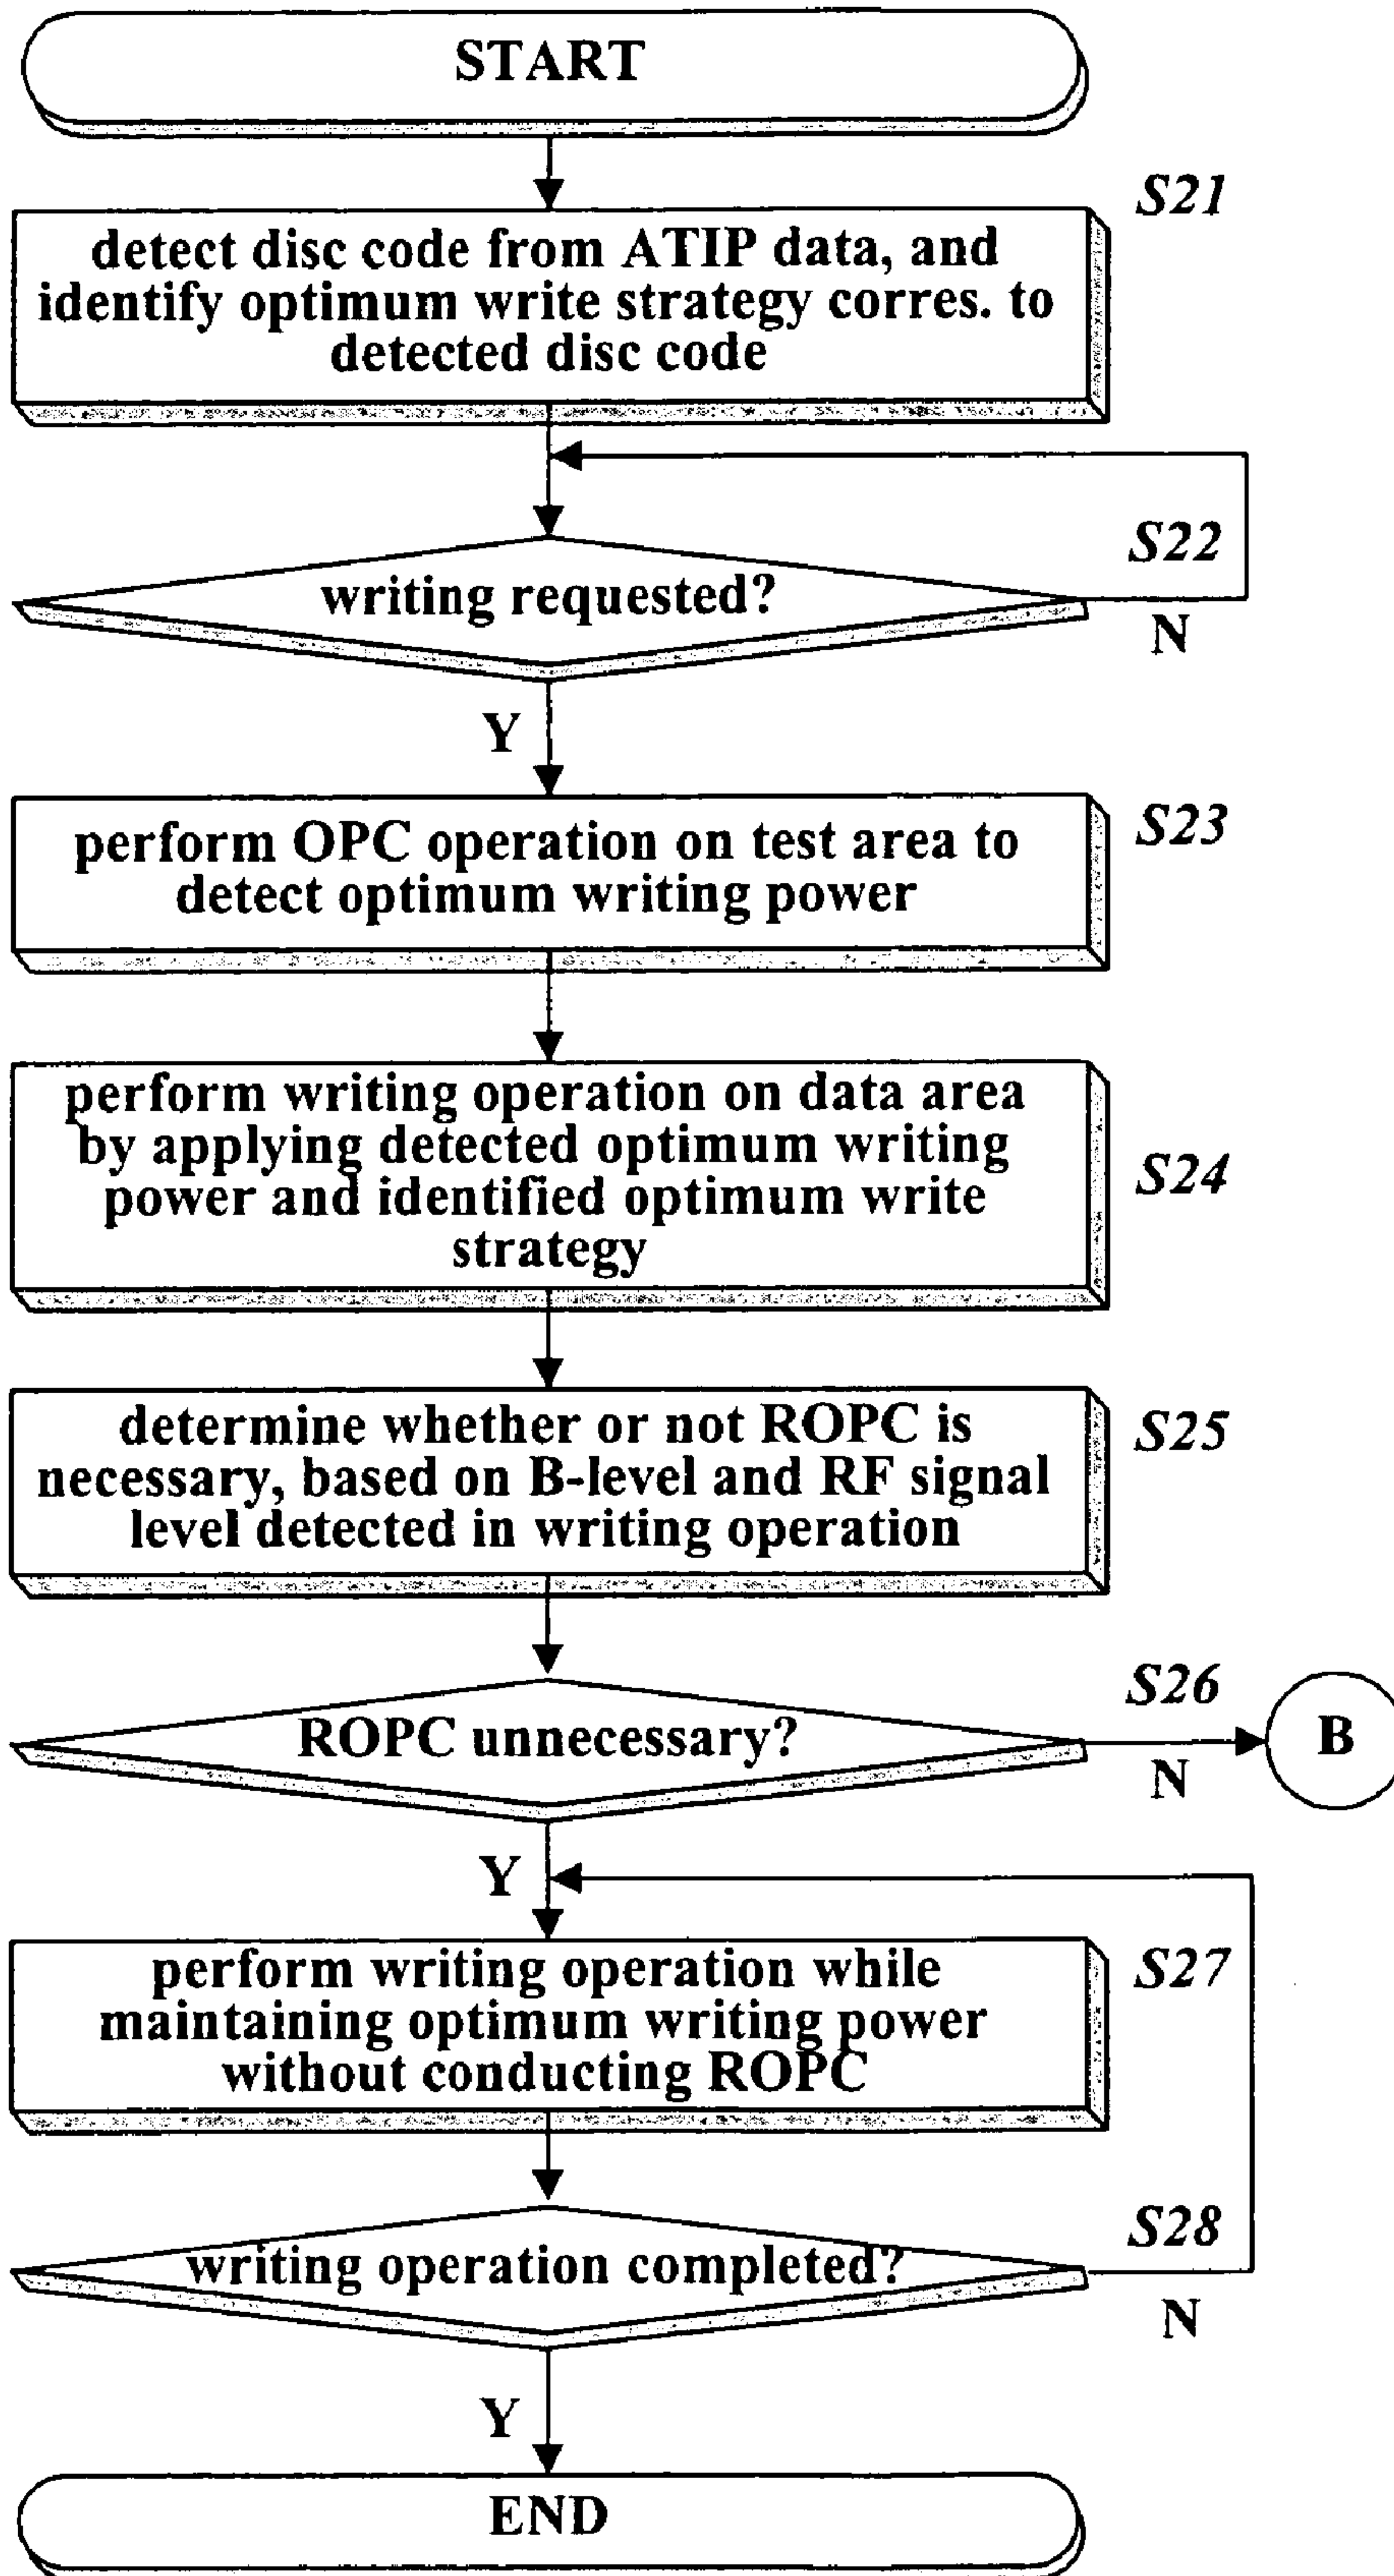 START
S21
detect disc code from ATIP data, and
identify optimum write strategy corres. to
detected disc code
S22
writing requested?
N
Y
S23
perform OPC operation on test area to
detect optimum writing power
perform writing operation on data area
by applying detected optimum writing
power and identified optimum write
strategy
S24
determine whether or not ROPC is
necessary, based on B-level and RF signal
level detected in writing operation
S25
S26
ROPC unnecessary?
B
N
Y
perform writing operation while
maintaining optimum writing power
without conducting ROPC
S27
S28
writing operation completed?
N
Y
END